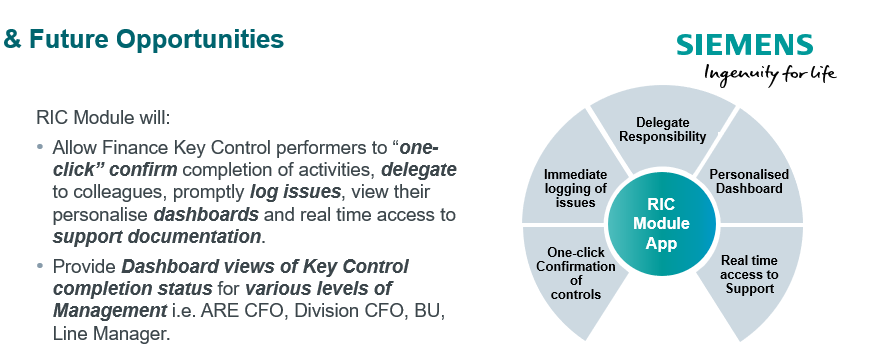 & Future Opportunities
SIEMENS
Ingenuity for life
RIC Module will:
• Allow Finance Key Control performers to “one-
click” confirm completion of activities, delegate
to colleagues, promptly log issues, view their
personalise dashboards and real time access to
support documentation.
• Provide Dashboard views of Key Control
completion status for various levels of
Management i.e. ARE CFO, Division CFO, BU,
Line Manager.
Delegate
Responsibility
Immediate
logging of
issues
Personalised
Dashboard
RIC
Module
App
One-click
Confirmation
of
controls
Real time
access to
Support